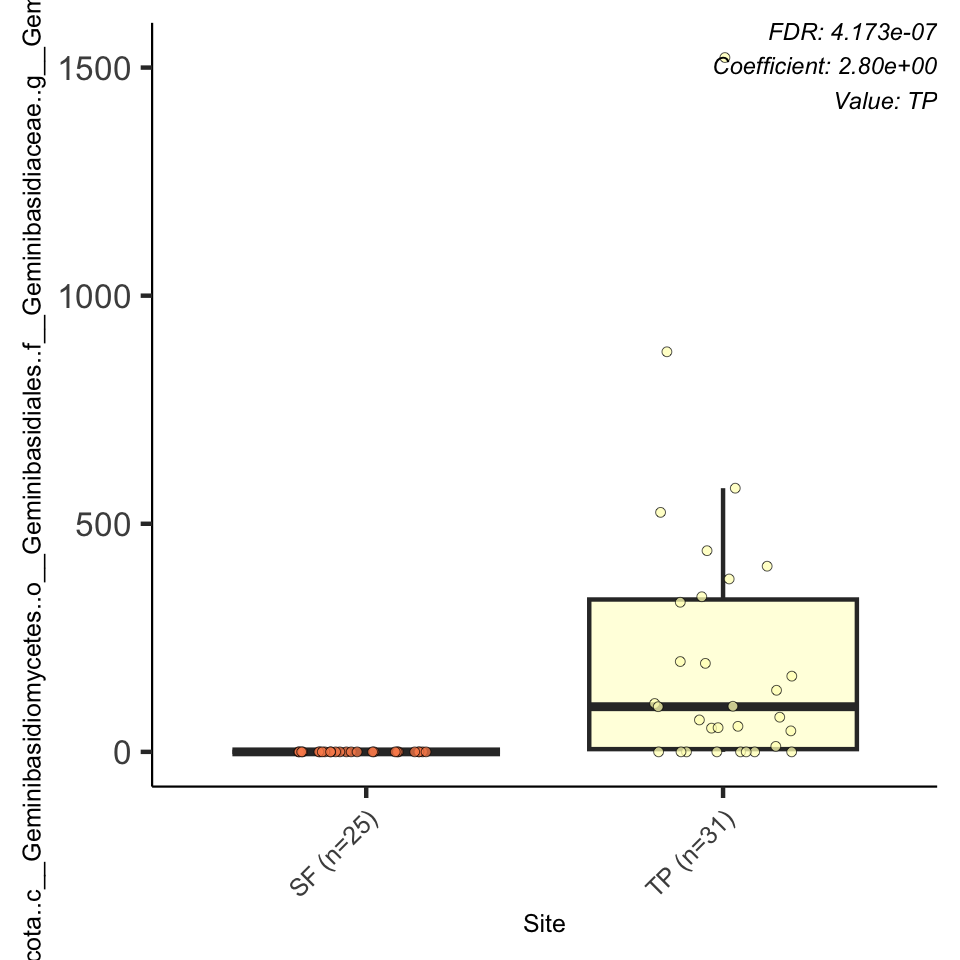 FDR: 4.173e-07
Coefficient: 2.80e+00
Value: TP
1500
1000
500
0
cota..c__Geminibasidiomycetes.o__Geminibasidiales..f__Geminibasidiaceae..g__Gem
SF (n=25)
TP (n=31)
Site